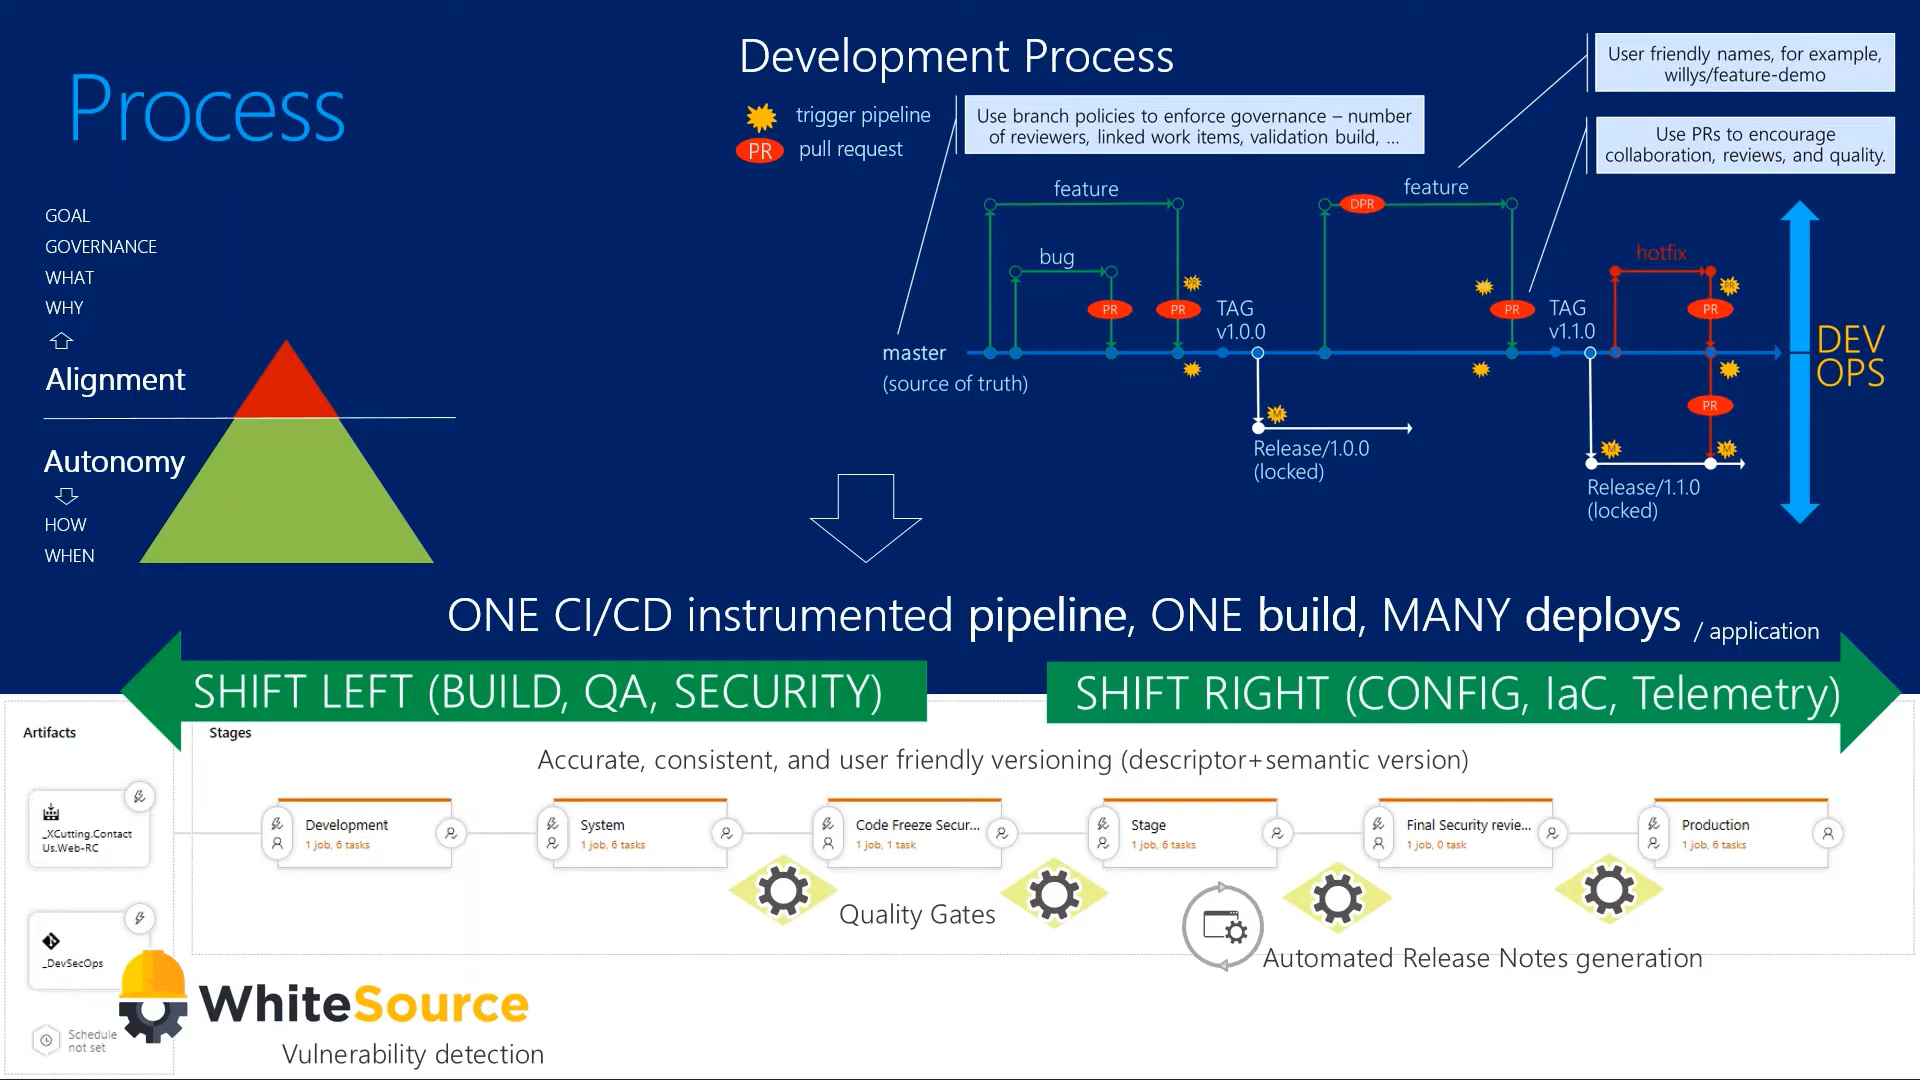 Process
GOAL
GOVERNANCE
WHAT
WHY
Alignment
Autonomy
HOW
WHEN
Development Process
trigger pipeline
PR
pull request
Use branch policies to enforce governance – number
of reviewers, linked work items, validation build, ...
User friendly names, for example,
willys/feature-demo
Use PRs to encourage
collaboration, reviews, and quality.
feature
bug
PR
PR
TAG
v1.0.0
feature
DPR
PR
TAG
v1.1.0
hotfix
PR
PR
master
(source of truth)
M
Release/1.0.0
(locked)
M
M
Release/1.1.0
(locked)
DEV
OPS
ONE CI/CD instrumented pipeline, ONE build, MANY deploys / application
SHIFT LEFT (BUILD, QA, SECURITY)
SHIFT RIGHT (CONFIG, IaC, Telemetry)
Artifacts
Stages
Accurate, consistent, and user friendly versioning (descriptor+semantic version)
_XCutting.Contact
Us.Web-RC
_DevSecOps
Schedule
not set
Development
1 job, 6 tasks
System
1 job, 6 tasks
Code Freeze Secur...
1 job, 1 task
Stage
1 job, 6 tasks
Final Security revie...
1 job, 0 task
Production
1 job, 6 tasks
Quality Gates
Automated Release Notes generation
WhiteSource
Vulnerability detection